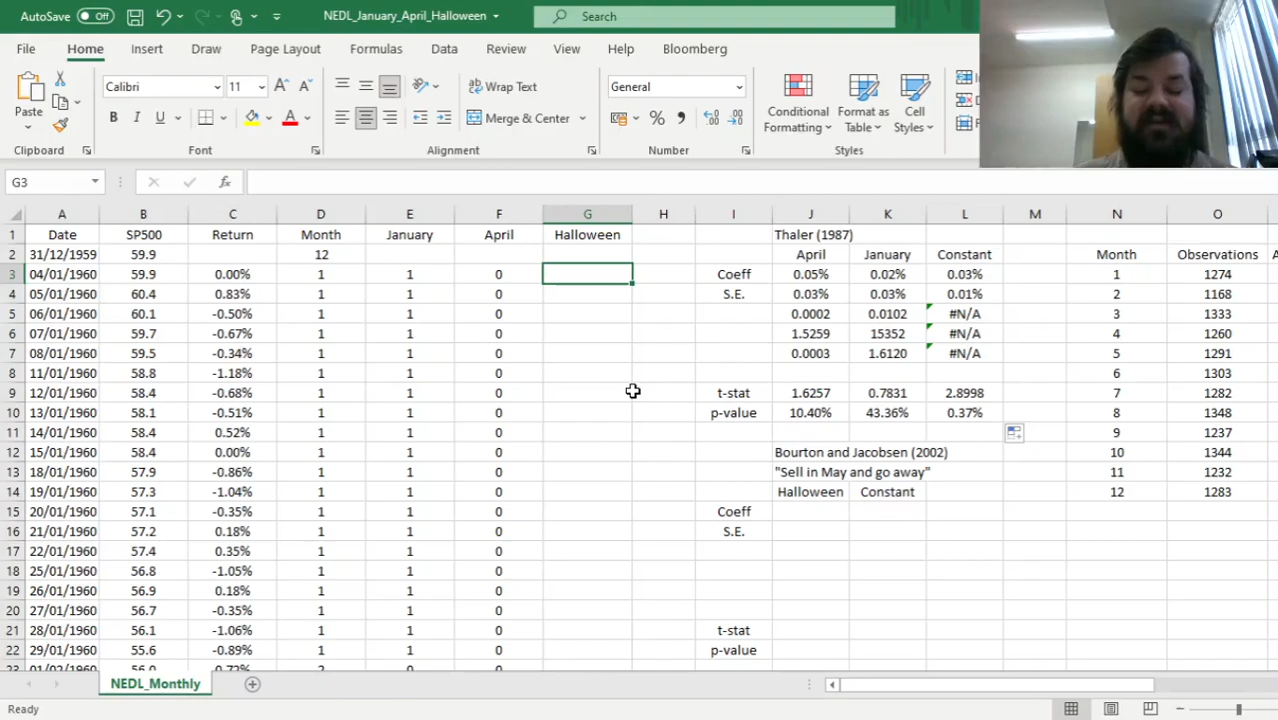 AutoSave Off NEDL_January_April_Halloween Search
File Home Insert Draw Page Layout Formulas Data Review View Help Bloomberg
Paste Calibri 11 Wrap Text General Conditional Formatting Format as Table Cell Styles
B I U A Merge & Center % ,
Clipboard Font Alignment Number Styles
G3 fx
A B C D E F G H I J K L M N O
1 Date SP500 Return Month January April Halloween Thaler (1987)
2 31/12/1959 59.9 12 April January Constant Month Observations
3 04/01/1960 59.9 0.00% 1 1 0 Coeff 0.05% 0.02% 0.03% 1 1274
4 05/01/1960 60.4 0.83% 1 1 0 S.E. 0.03% 0.03% 0.01% 2 1168
5 06/01/1960 60.1 -0.50% 1 1 0 0.0002 0.0102 #N/A 3 1333
6 07/01/1960 59.7 -0.67% 1 1 0 1.5259 15352 #N/A 4 1260
7 08/01/1960 59.5 -0.34% 1 1 0 0.0003 1.6120 #N/A 5 1291
8 11/01/1960 58.8 -1.18% 1 1 0 6 1303
9 12/01/1960 58.4 -0.68% 1 1 0 t-stat 1.6257 0.7831 2.8998 7 1282
10 13/01/1960 58.1 -0.51% 1 1 0 p-value 10.40% 43.36% 0.37% 8 1348
11 14/01/1960 58.4 0.52% 1 1 0 9 1237
12 15/01/1960 58.4 0.00% 1 1 0 Bourton and Jacobsen (2002) 10 1344
13 18/01/1960 57.9 -0.86% 1 1 0 "Sell in May and go away" 11 1232
14 19/01/1960 57.3 -1.04% 1 1 0 Halloween Constant 12 1283
15 20/01/1960 57.1 -0.35% 1 1 0 Coeff
16 21/01/1960 57.2 0.18% 1 1 0 S.E.
17 22/01/1960 57.4 0.35% 1 1 0
18 25/01/1960 56.8 -1.05% 1 1 0
19 26/01/1960 56.9 0.18% 1 1 0
20 27/01/1960 56.7 -0.35% 1 1 0
21 28/01/1960 56.1 -1.06% 1 1 0 t-stat
22 29/01/1960 55.6 -0.89% 1 1 0 p-value
NEDL_Monthly
Ready